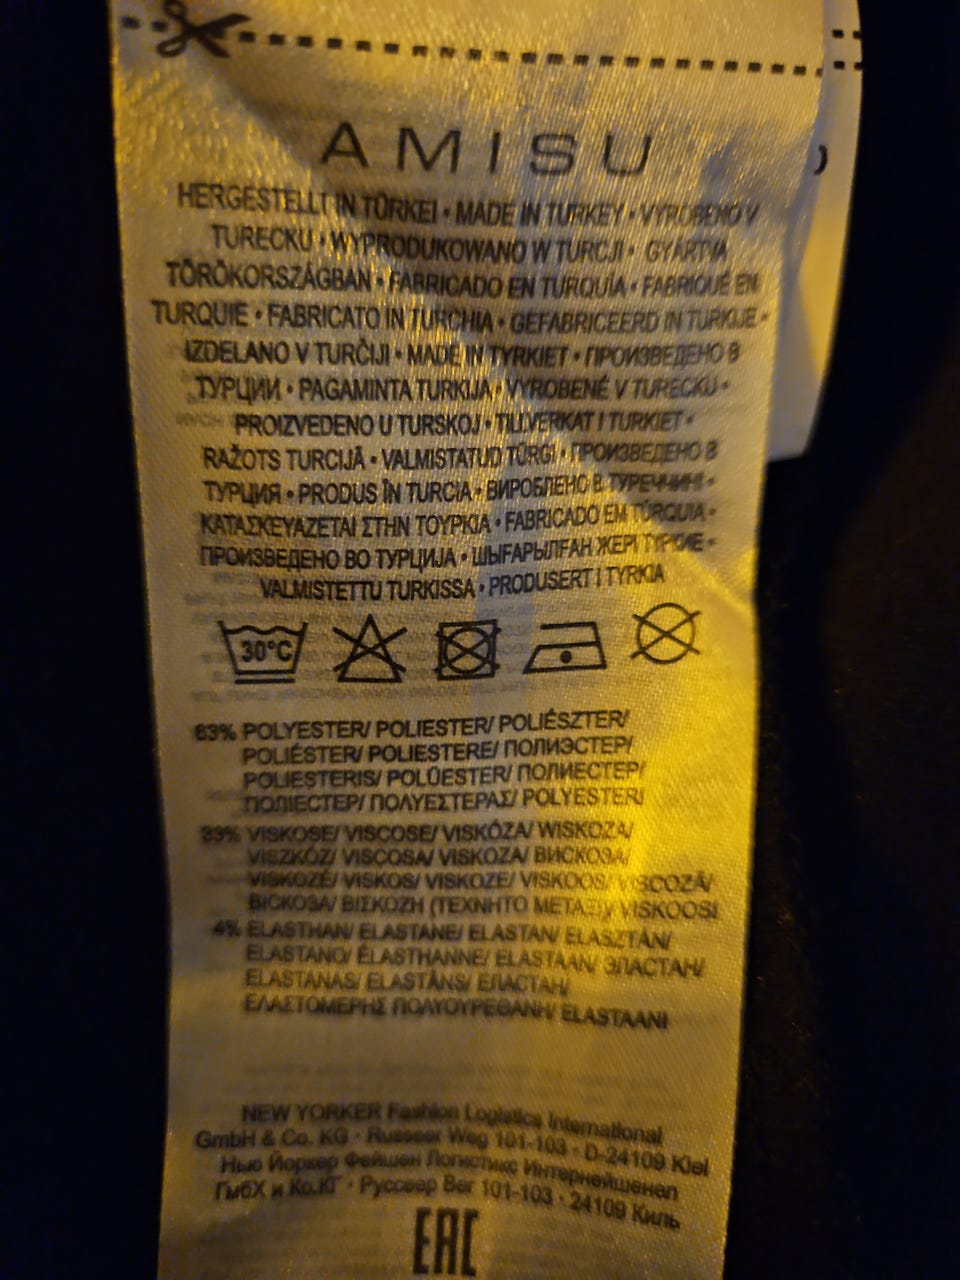 AMISU
HERGESTELLT IN TÜRKEI • MADE IN TURKEY • VYROBENO V
TURECKU • WYPRODUKOWANO W TURCJI • GYÁRTVA
TÖRÖKORSZÁGBAN • FABRICADO EN TURQUÍA • FABRIQUÉ EN
TURQUIE • FABRICATO IN TURCHIA • GEFABRICEERD IN TURKIJE •
IZDELANO V TURČIJI • MADE IN TYRKIET • ПРОИЗВЕДЕНО В
ТУРЦИИ • PAGAMINTA TURKIJA • VYROBENÉ V TURECKU •
PROIZVEDENO U TURSKOJ • TILLVERKAT I TURKIET •
RAŽOTS TURCIJĀ • VALMISTATUD TÜRGI • ПРОИЗВЕДЕНО В
ТУРЦИЯ • PRODUS ÎN TURCIA • ВИРОБЛЕНО В ТУРЕЧЧИНІ •
ΚΑΤΑΣΚΕΥΑΖΕΤΑΙ ΣΤΗΝ ΤΟΥΡΚΙΑ • FABRICADO EM TURQUIA •
ПРОИЗВЕДЕНО ВО ТУРЦИЈА • ШЫҒАРЫЛҒАН ЖЕРІ ТҮРКИЕ •
VALMISTETTU TURKISSA • PRODUSERT I TYRKIA
30°C
63% POLYESTER/ POLIESTER/ POLIÉSZTER/
POLIÉSTER/ POLIESTERE/ ПОЛИЭСТЕР/
POLIESTERIS/ POLÜESTER/ ПОЛИЕСТЕР/
ПОЛІЕСТЕР/ ΠΟΛΥΕΣΤΕΡΑΣ/ POLYESTERI
33% VISKOSE/ VISCOSE/ VISKÓZA/ WISKOZA/
VISZKÓZ/ VISCOSA/ VISKOZA/ ВИСКОЗА/
VISKOZĖ/ VISKOS/ VISKOZE/ VISKOOS/ VISCOZĂ/
ВІСКОЗА/ ΒΙΣΚΟΖΗ (ΤΕΧΝΗΤΟ ΜΕΤΑΞΙ)/ VISKOOSI
4% ELASTHAN/ ELASTANE/ ELASTAN/ ELASZTÁN/
ELASTANO/ ÉLASTHANNE/ ELASTAAN/ ЭЛАСТАН/
ELASTANAS/ ELASTĀNS/ ЕЛАСТАН/
ΕΛΑΣΤΟΜΕΡΗΣ ΠΟΛΥΟΥΡΕΘΑΝΗ/ ELASTAANI
NEW YORKER Fashion Logistics International
GmbH & Co. KG · Russeer Weg 101-103 · D-24109 Kiel
Нью Йоркер Фейшен Логистикс Интернейшенел
ГмбХ и Ко.КГ · Руссеер Вег 101-103 · 24109 Киль
EAC